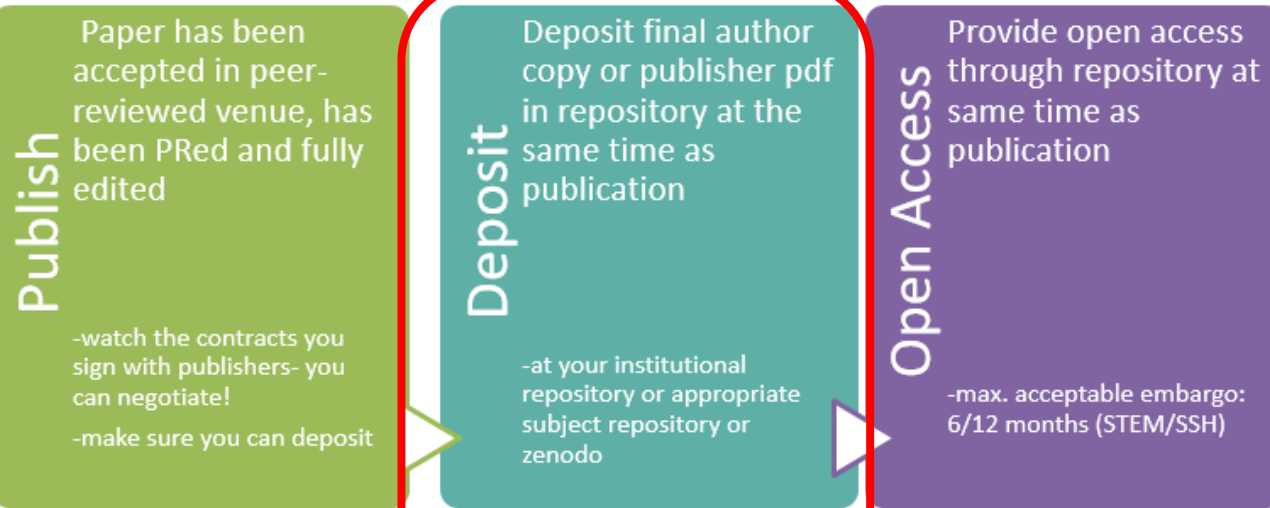 Publish
Paper has been
accepted in peer-
reviewed venue, has
been PRed and fully
edited
-watch the contracts you
sign with publishers- you
can negotiate!
-make sure you can deposit
Deposit
Deposit final author
copy or publisher pdf
in repository at the
same time as
publication
-at your institutional
repository or appropriate
subject repository or
zenodo
Open Access
Provide open access
through repository at
same time as
publication
-max. acceptable embargo:
6/12 months (STEM/SSH)